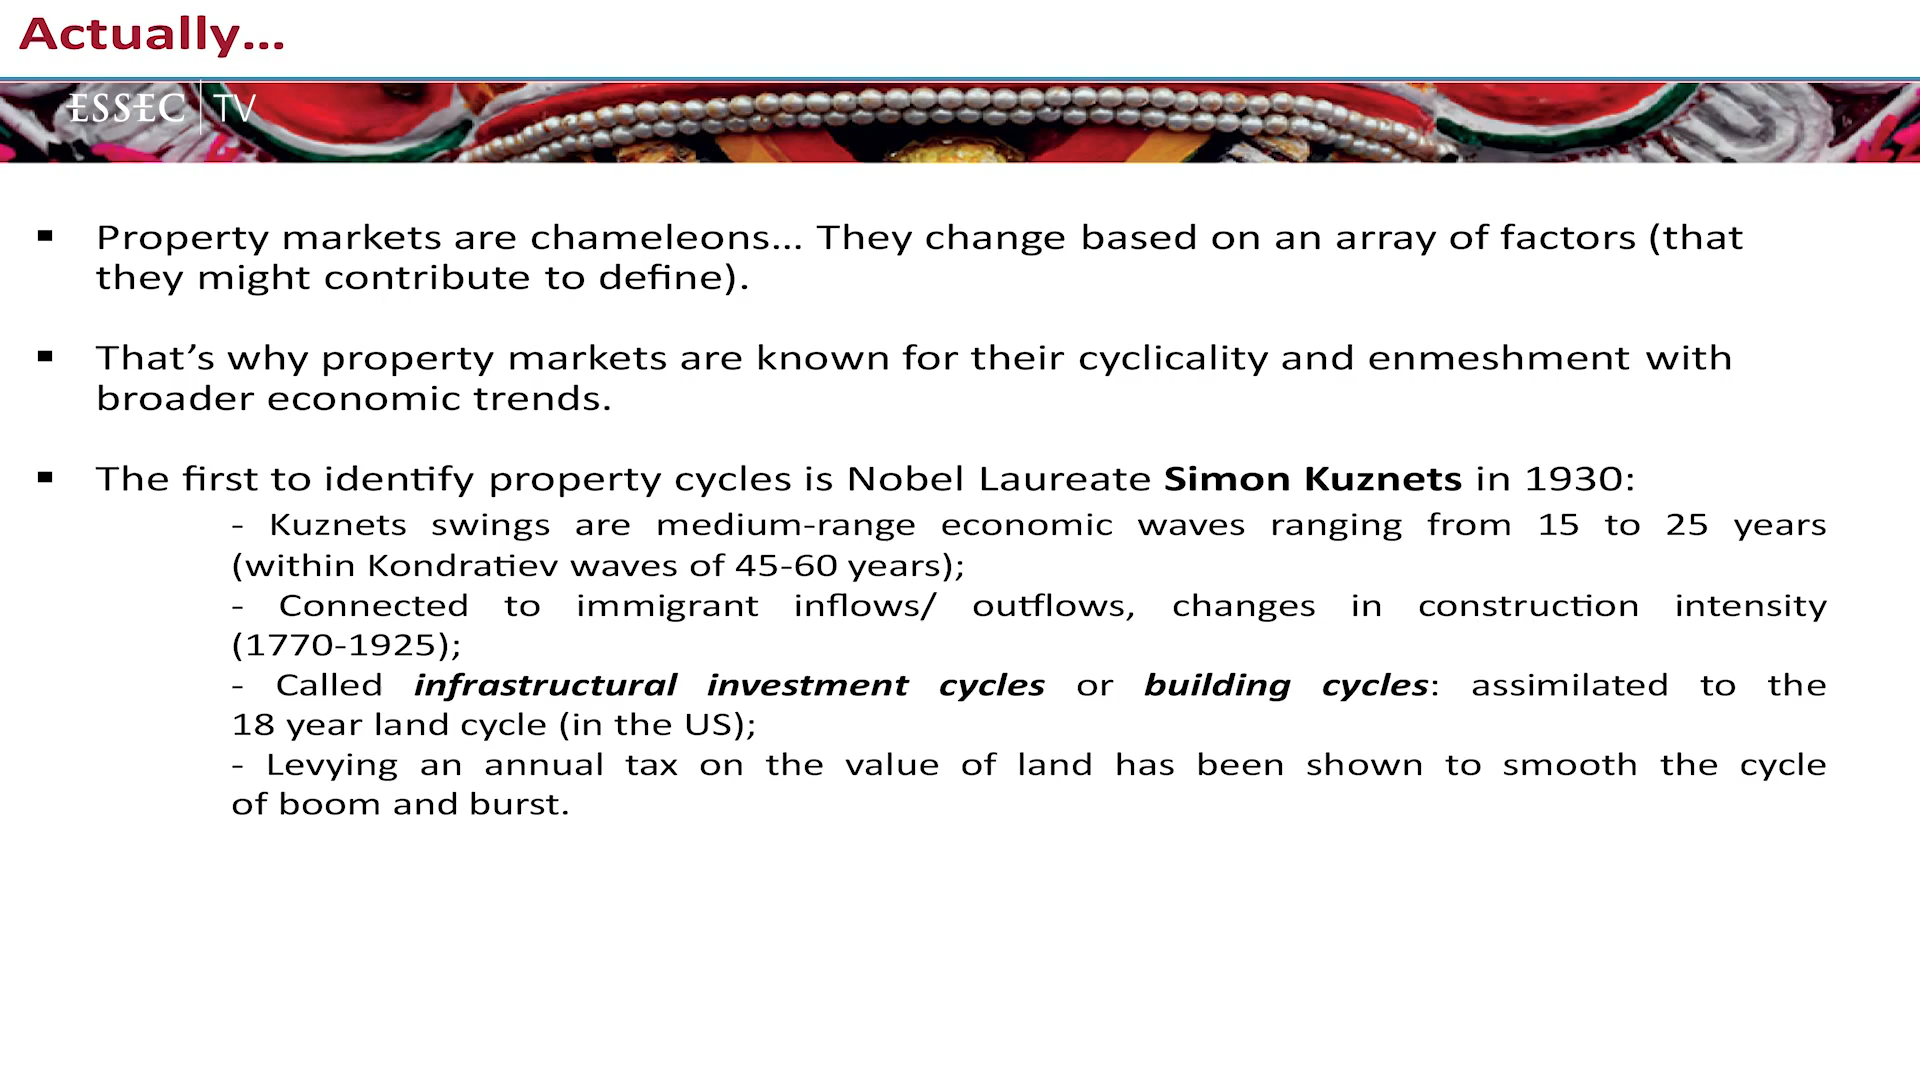 Actually...
ESSEC TV
▪ Property markets are chameleons... They change based on an array of factors (that
they might contribute to define).
▪ That’s why property markets are known for their cyclicality and enmeshment with
broader economic trends.
▪ The first to identify property cycles is Nobel Laureate Simon Kuznets in 1930:
- Kuznets swings are medium-range economic waves ranging from 15 to 25 years
(within Kondratiev waves of 45-60 years);
- Connected to immigrant inflows/ outflows, changes in construction intensity
(1770-1925);
- Called infrastructural investment cycles or building cycles: assimilated to the
18 year land cycle (in the US);
- Levying an annual tax on the value of land has been shown to smooth the cycle
of boom and burst.